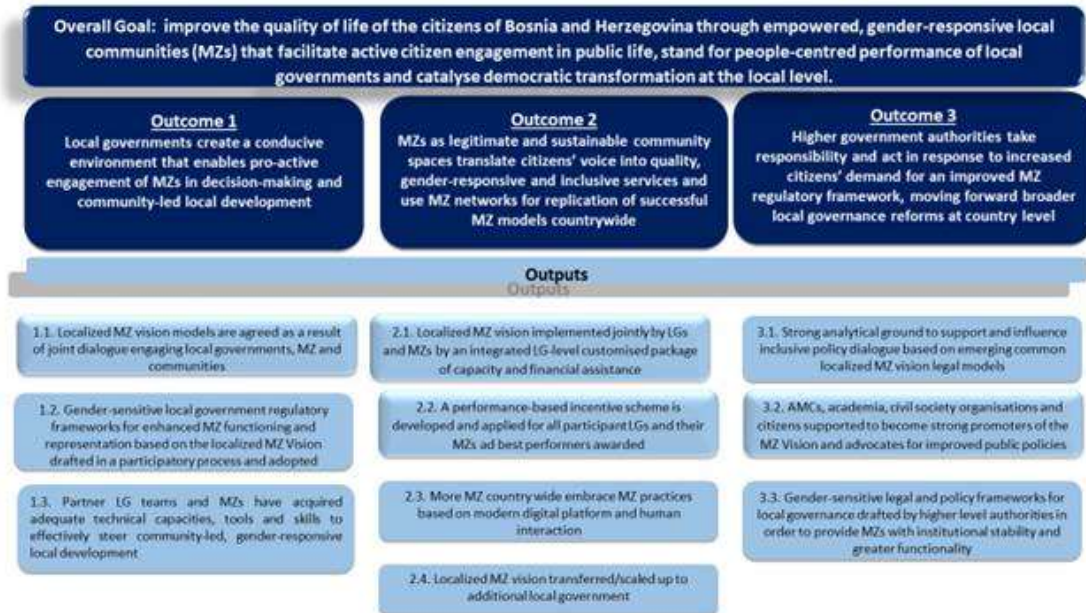 Overall Goal: improve the quality of life of the citizens of Bosnia and Herzegovina through empowered, gender-responsive local
communities (MZs) that facilitate active citizen engagement in public life, stand for people-centred performance of local
governments and catalyse democratic transformation at the local level.
Outcome 1
Local governments create a conducive
environment that enables pro-active
engagement of MZs in decision-making and
community-led local development
Outcome 2
MZs as legitimate and sustainable community
spaces translate citizens' voice into quality,
gender-responsive and inclusive services and
use MZ networks for replication of successful
MZ models countrywide
Outcome 3
Higher government authorities take
responsibility and act in response to increased
citizens' demand for an improved MZ
regulatory framework, moving forward broader
local governance reforms at country level
Outputs
Outputs
1.1. Localized MZ vision models are agreed as a result
of joint dialogue engaging local governments, MZ and
communities
1.2. Gender-sensitive local government regulatory
frameworks for enhanced MZ functioning and
representation based on the localized MZ Vision
drafted in a participatory process and adopted
1.3. Partner LG teams and MZs have acquired
adequate technical capacities, tools and skills to
effectively steer community-led, gender-responsive
local development
2.1. Localized MZ vision implemented jointly by LGs
and MZs by an integrated LG-level customised package
of capacity and financial assistance
2.2. A performance-based incentive scheme is
developed and applied for all participant LGs and their
MZs ad best performers awarded
2.3. More MZ country wide embrace MZ practices
based on modern digital platform and human
interaction
2.4. Localized MZ vision transferred/scaled up to
additional local government
3.1. Strong analytical ground to support and influence
inclusive policy dialogue based on emerging common
localized MZ vision legal models
3.2. AMCs, academia, civil society organisations and
citizens supported to become strong promoters of
the MZ Vision and advocates for improved public policies
3.3. Gender-sensitive legal and policy frameworks for
local governance drafted by higher level authorities in
order to provide MZs with institutional stability and
greater functionality